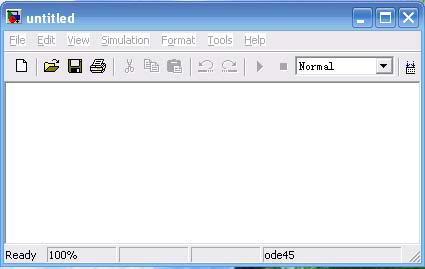 untitled
File Edit View Simulation Format Tools Help
Normal
Ready 100% ode45